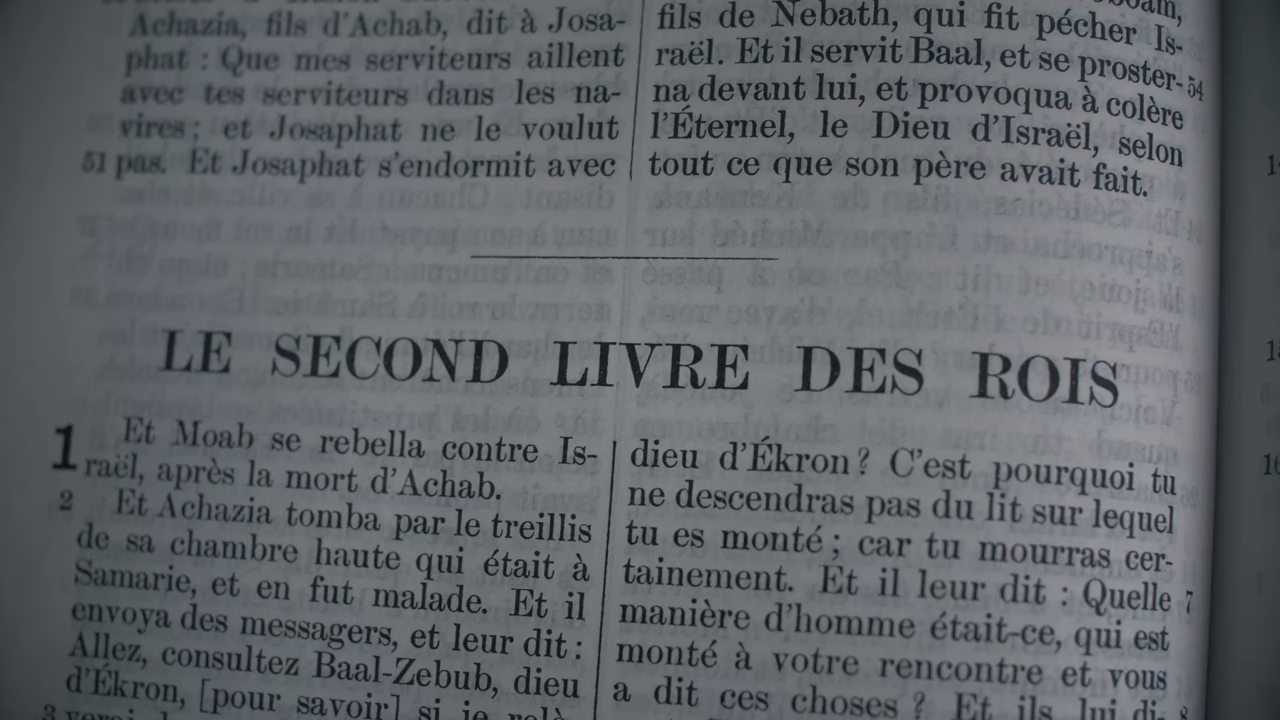 Achazia, fils d'Achab, dit à Josa-
phat : Que mes serviteurs aillent
avec tes serviteurs dans les na-
vires ; et Josaphat ne le voulut
51 pas. Et Josaphat s'endormit avec
fils de Nebath, qui fit pécher Is-
raël. Et il servit Baal, et se proster- 54
na devant lui, et provoqua à colère
l'Éternel, le Dieu d'Israël, selon
tout ce que son père avait fait.
LE SECOND LIVRE DES ROIS
1 Et Moab se rebella contre Is-
raël, après la mort d'Achab.
2 Et Achazia tomba par le treillis
de sa chambre haute qui était à
Samarie, et en fut malade. Et il
envoya des messagers, et leur dit :
Allez, consultez Baal-Zebub, dieu
d'Ékron, [pour savoir] si je relè
3
dieu d'Ékron ? C'est pourquoi tu
ne descendras pas du lit sur lequel
tu es monté ; car tu mourras cer-
tainement. Et il leur dit : Quelle 7
manière d'homme était-ce, qui est
monté à votre rencontre et vous
a dit ces choses ? Et ils lui di- 8